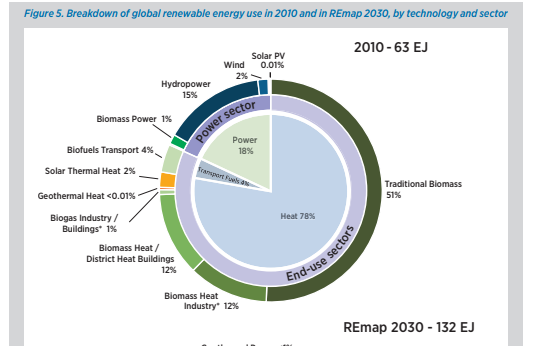 Figure 5. Breakdown of global renewable energy use in 2010 and in REmap 2030, by technology and sector
2010 - 63 EJ
Solar PV
0.01%
Wind
2%
Hydropower
15%
Biomass Power 1%
Biofuels Transport 4%
Solar Thermal Heat 2%
Geothermal Heat <0.01%
Biogas Industry /
Buildings* 1%
Biomass Heat /
District Heat Buildings
12%
Biomass Heat
Industry* 12%
Traditional Biomass
51%
Power sector
Power
18%
Transport Fuels 4%
Heat 78%
End-use sectors
REmap 2030 - 132 EJ